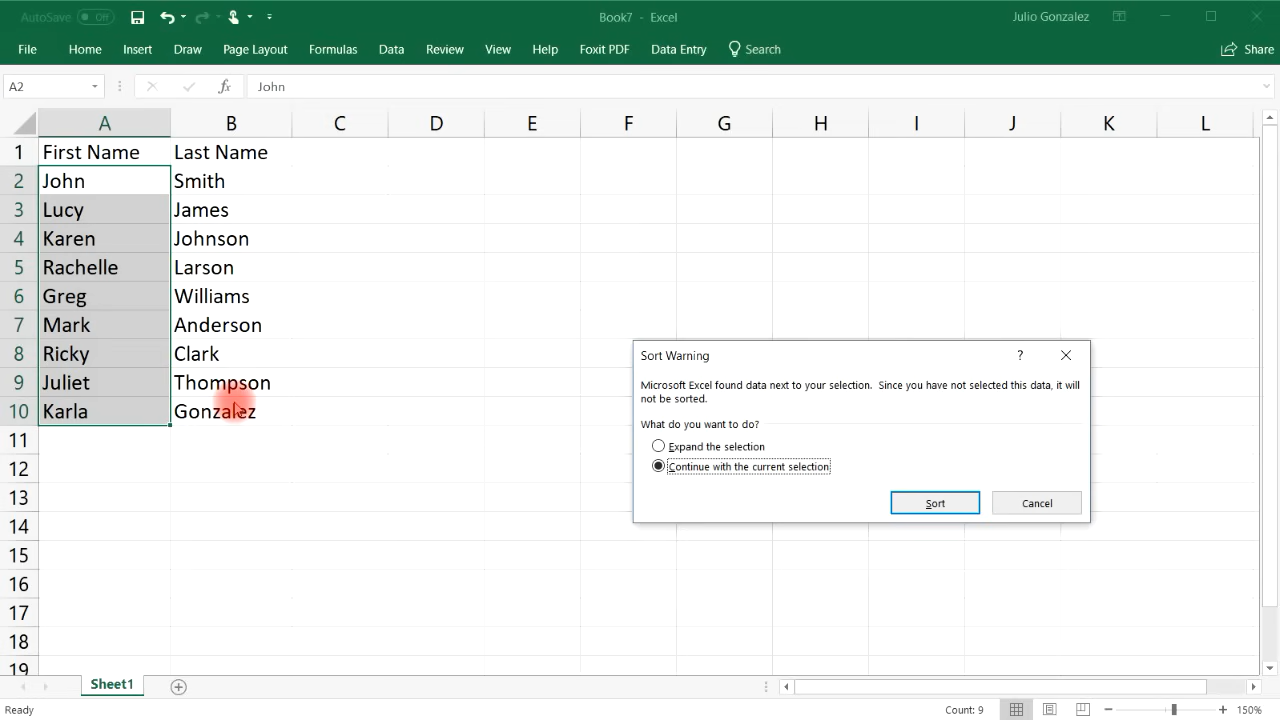 AutoSave Off Book7 - Excel Julio Gonzalez
File Home Insert Draw Page Layout Formulas Data Review View Help Foxit PDF Data Entry Search Share
A2 fx John
A B C D E F G H I J K L
1 First Name Last Name
2 John Smith
3 Lucy James
4 Karen Johnson
5 Rachelle Larson
6 Greg Williams
7 Mark Anderson
8 Ricky Clark
9 Juliet Thompson
10 Karla Gonzalez
11
12
13
14
15
16
17
18
19
Sort Warning ?
Microsoft Excel found data next to your selection. Since you have not selected this data, it will
not be sorted.
What do you want to do?
Expand the selection
Continue with the current selection
Sort Cancel
Sheet1
Ready Count: 9 150%